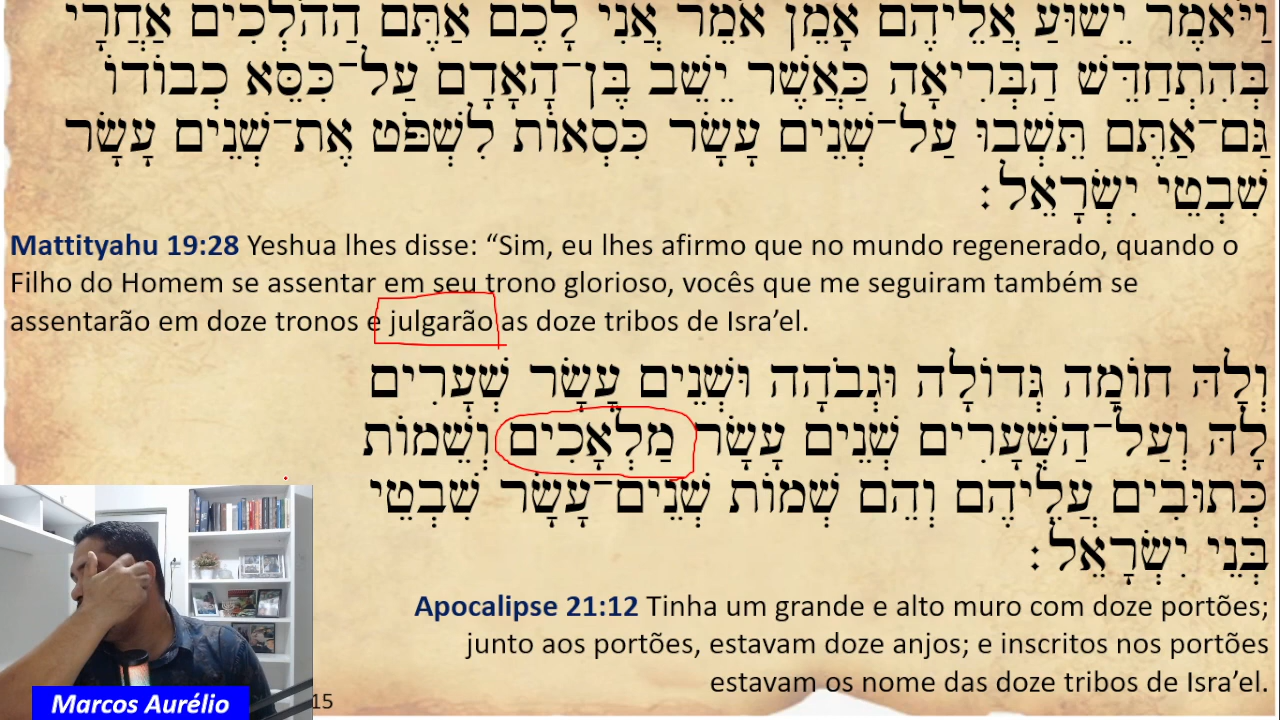 וַיֹּאמֶר יֵשׁוּעַ אֲלֵיהֶם אָמֵן אֹמֵר אֲנִי לָכֶם אַתֶּם הַהֹלְכִים אַחֲרָי
בְּהִתְחַדֵּשׁ הַבְּרִיאָה כַּאֲשֶׁר יֵשֵׁב בֶּן־הָאָדָם עַל־כִּסֵּא כְבוֹדוֹ
גַּם־אַתֶּם תֵּשְׁבוּ עַל־שְׁנֵים עָשָׂר כִּסְאוֹת לִשְׁפֹּט אֶת־שְׁנֵים עָשָׂר
שִׁבְטֵי יִשְׂרָאֵל׃
Mattityahu 19:28 Yeshua lhes disse: “Sim, eu lhes afirmo que no mundo regenerado, quando o
Filho do Homem se assentar em seu trono glorioso, vocês que me seguiram também se
assentarão em doze tronos e julgarão as doze tribos de Isra’el.
וְלָהּ חוֹמָה גְּדוֹלָה וּגְבֹהָה וּשְׁנֵים עָשָׂר שְׁעָרִים
לָהּ וְעַל־הַשְּׁעָרִים שְׁנֵים עָשָׂר מַלְאָכִים וְשֵׁמוֹת
כְּתוּבִים עֲלֵיהֶם וְהֵם שְׁמוֹת שְׁנֵים־עָשָׂר שִׁבְטֵי
בְּנֵי יִשְׂרָאֵל׃
Apocalipse 21:12 Tinha um grande e alto muro com doze portões;
junto aos portões, estavam doze anjos; e inscritos nos portões
estavam os nome das doze tribos de Isra’el.
Marcos Aurélio
15